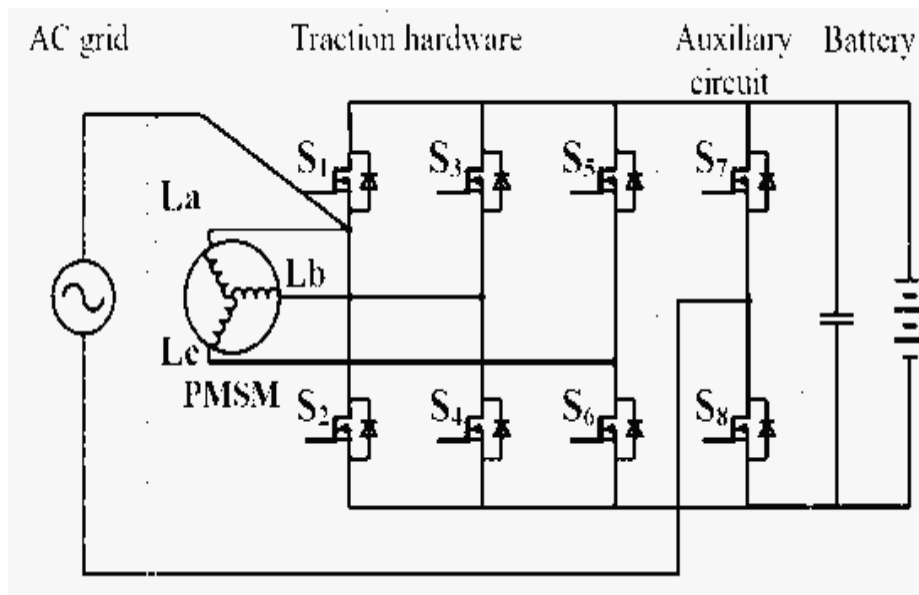 AC grid
Traction hardware
Auxiliary
circuit
Battery
S1
S3
S5
S7
La
Lb
Lc
PMSM
S2
S4
S6
S8